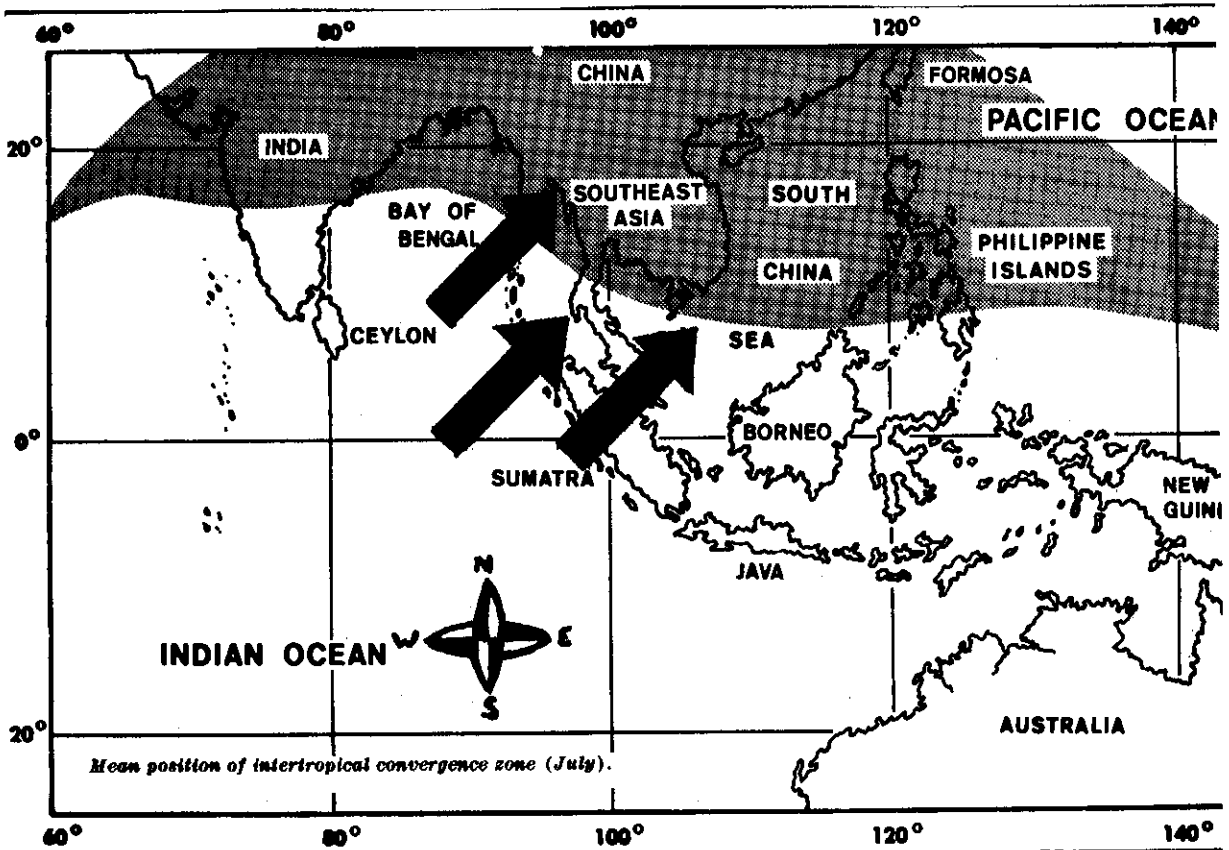 60°
80°
100°
120°
140°
CHINA
FORMOSA
PACIFIC OCEAN
20°
INDIA
SOUTHEAST
ASIA
SOUTH
BAY OF
BENGAL
PHILIPPINE
ISLANDS
CHINA
CEYLON
SEA
0°
BORNEO
SUMATRA
NEW
GUINI
JAVA
N
W
E
S
INDIAN OCEAN
20°
AUSTRALIA
Mean position of intertropical convergence zone (July).
60°
80°
100°
120°
140°